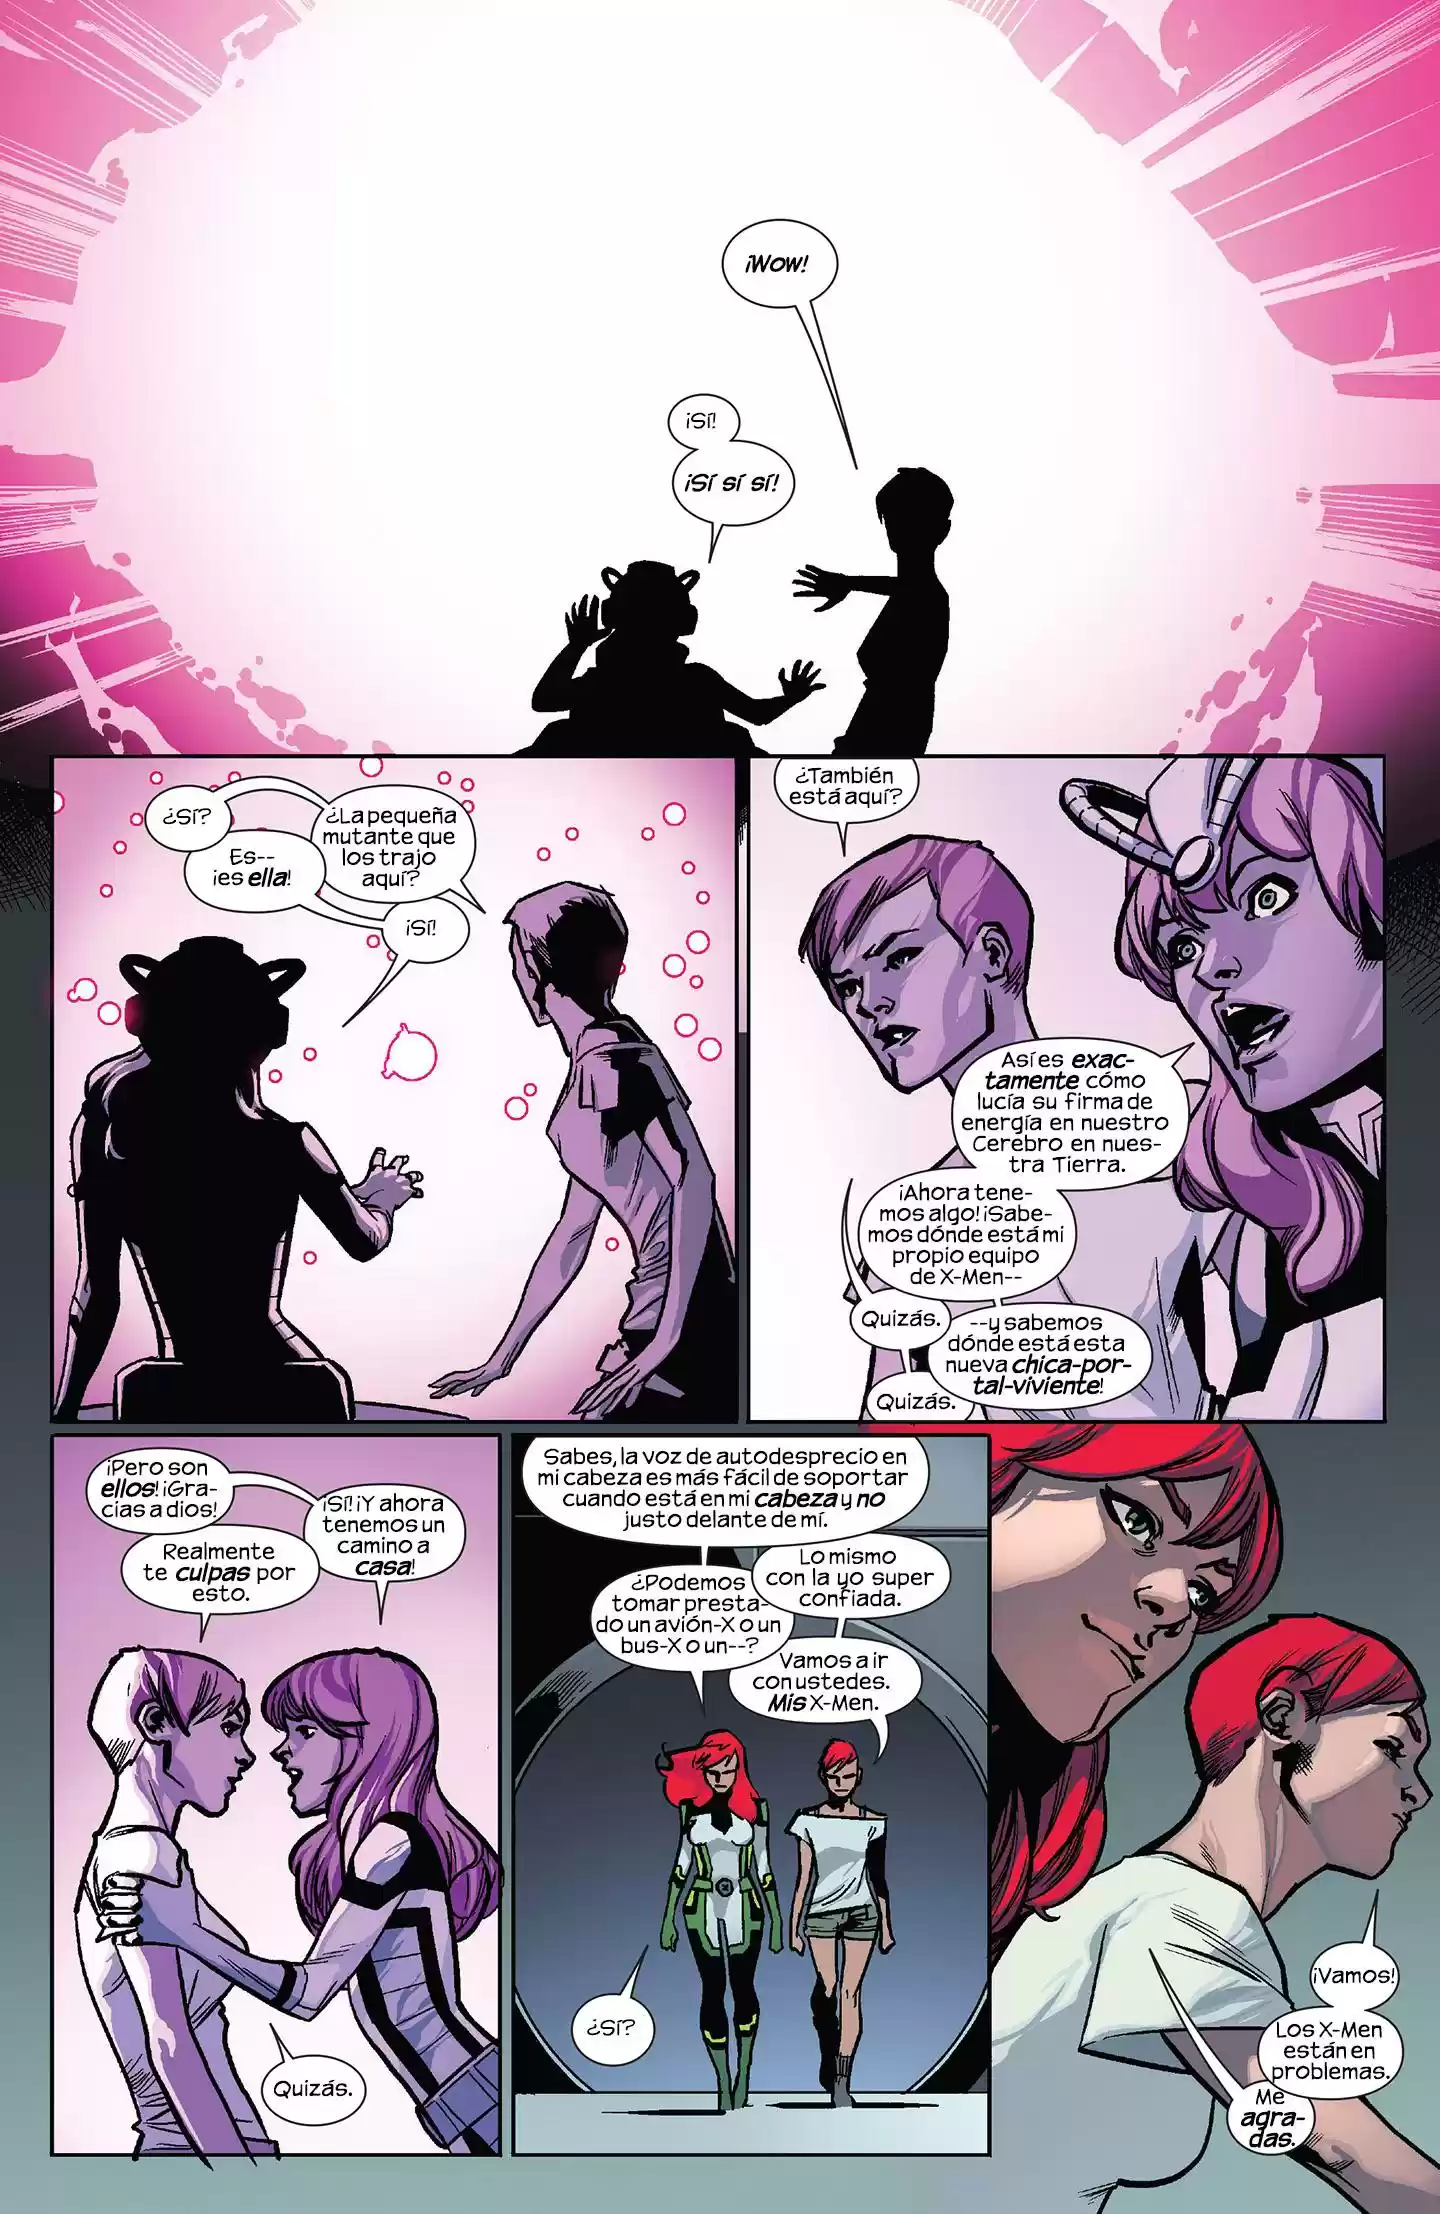 ¡Wow!
¡Sí!
¡Sí sí sí!
¿Sí?
Es--
¡es ella!
¿La pequeña
mutante que
los trajo
aquí?
¡Sí!
¿También
está aquí?
Así es exac-
tamente cómo
lucía su firma de
energía en nuestro
Cerebro en nues-
tra Tierra.
¡Ahora tene-
mos algo! ¡Sabe-
mos dónde está mi
propio equipo
de X-Men--
Quizás.
--y sabemos
dónde está esta
nueva chica-por-
tal-viviente!
Quizás.
¡Pero son
ellos! ¡Gra-
cias a dios!
¡Sí! ¡Y ahora
tenemos un
camino a
casa!
Realmente
te culpas por
esto.
Quizás.
Sabes, la voz de autodesprecio en
mi cabeza es más fácil de soportar
cuando está en mi cabeza y no
justo delante de mí.
Lo mismo
con la yo super
confiada.
¿Podemos
tomar presta-
do un avión-X o un
bus-X o un--?
Vamos a ir
con ustedes.
Mis X-Men.
¿Sí?
¡Vamos!
Los X-Men
están en
problemas.
Me
agra-
das.